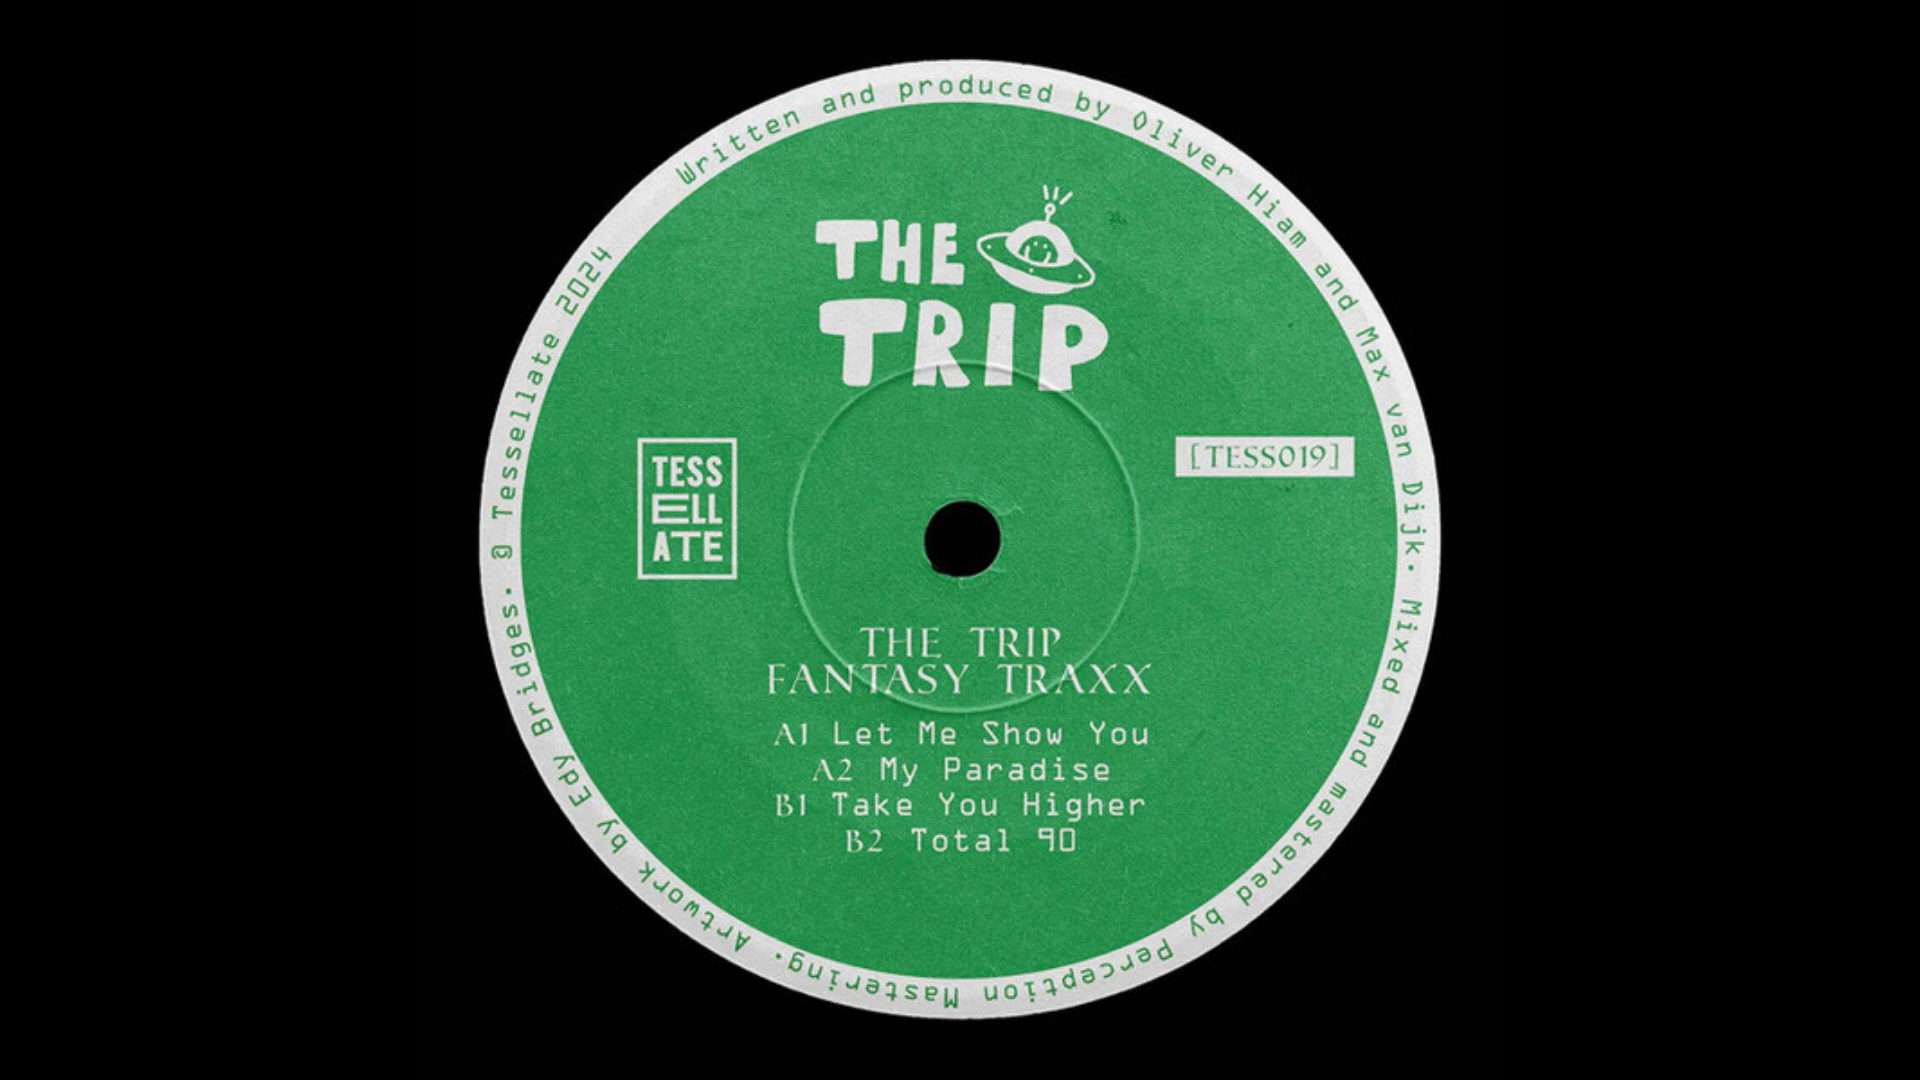 Written and produced by Oliver Hiam and Max van Dijk. Mixed and mastered by Perception Mastering. Artwork by Edy Bridges. © Tessellate 2024
THE
TRIP
TESS
ELL
ATE
[TESS019]
THE TRIP
FANTASY TRAXX
A1 Let Me Show You
A2 My Paradise
B1 Take You Higher
B2 Total 90